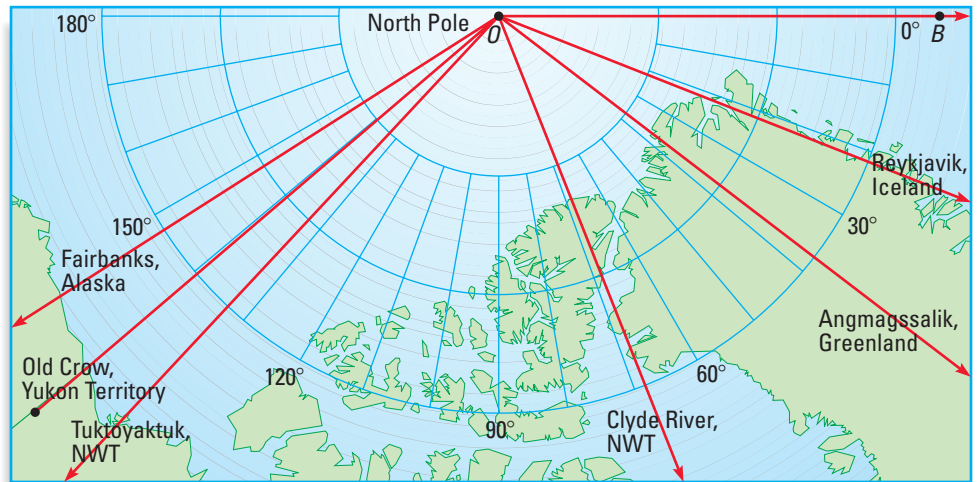 180°
North Pole
O
0°
B
Reykjavik,
Iceland
150°
30°
Fairbanks,
Alaska
Angmagssalik,
Greenland
Old Crow,
Yukon Territory
120°
60°
Tuktoyaktuk,
NWT
90°
Clyde River,
NWT